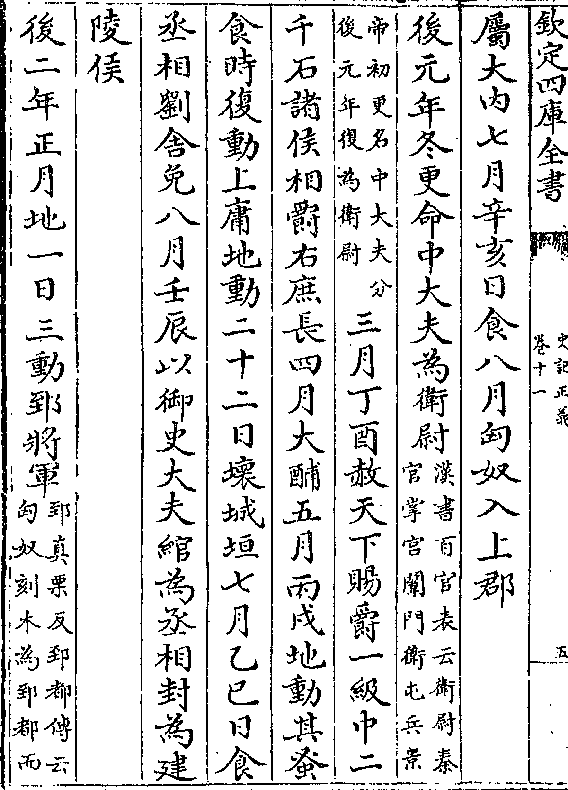 欽定四庫全書
史記正義
卷十一
五
屬大内七月辛亥日食八月匈奴入上郡
後元年冬更命中大夫為衛尉
漢書百官表云衛尉秦
官掌宫闈門衛屯兵景
帝初更名中大夫分
後元年復為衛尉
三月丁酉赦天下賜爵一級中二
千石諸侯相爵右庶長四月大酺五月丙戌地動其蚤
食時復動上庸地動二十二日壞城垣七月乙巳日食
丞相劉舍免八月壬辰以御史大夫綰為丞相封為建
陵侯
後二年正月地一日三動郅將軍
郅真栗反郅都傳云
匈奴刻木為郅都而